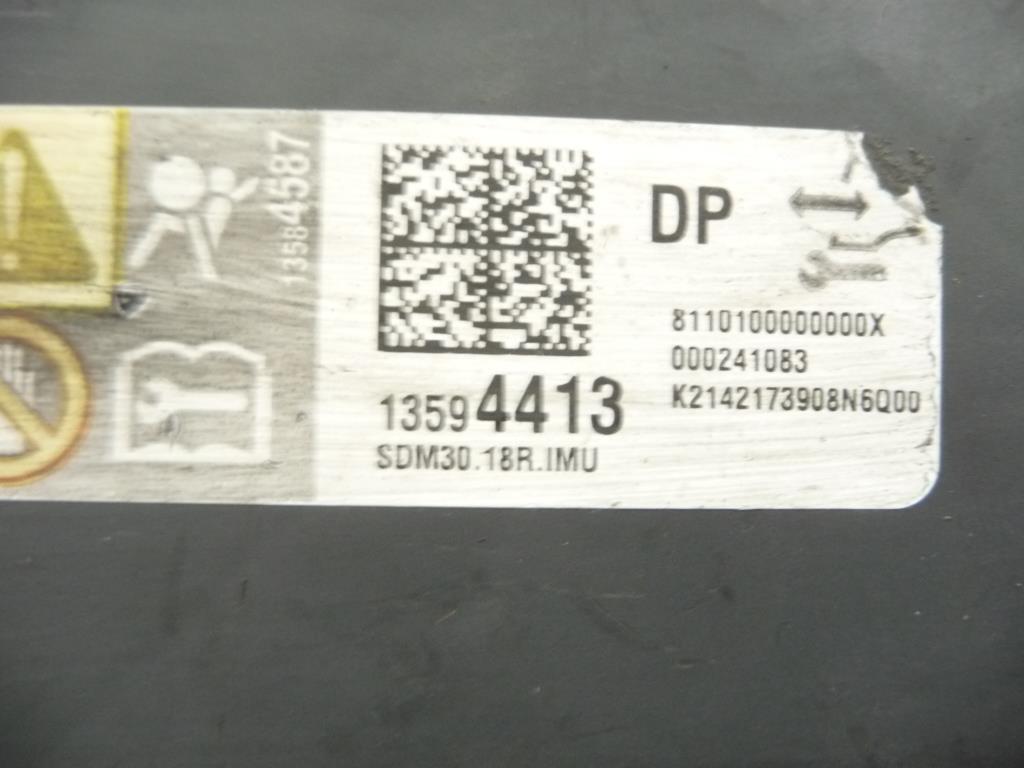 13584587
DP
8110100000000X
000241083
K2142173908N6Q00
13594413
SDM30.18R.IMU